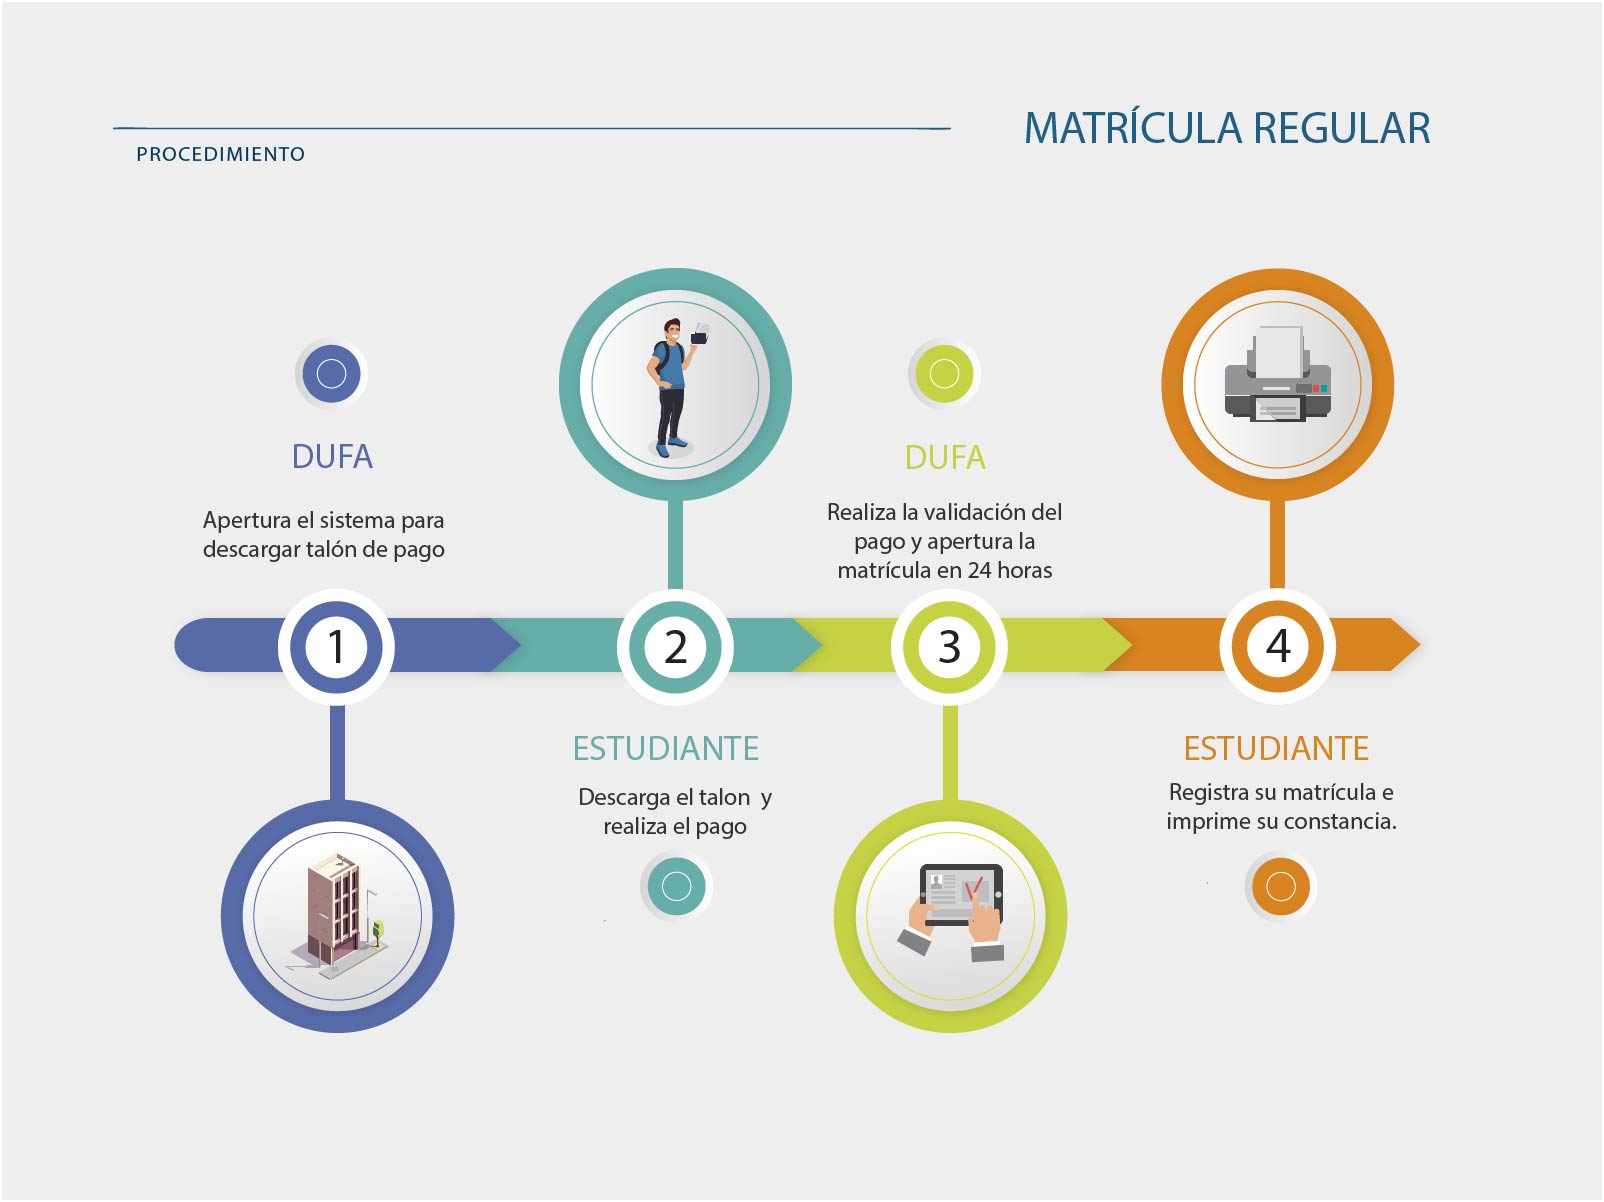 MATRÍCULA REGULAR
PROCEDIMIENTO
DUFA
Apertura el sistema para
descargar talón de pago
1
2
ESTUDIANTE
Descarga el talon y
realiza el pago
DUFA
Realiza la validación del
pago y apertura la
matrícula en 24 horas
3
4
ESTUDIANTE
Registra su matrícula e
imprime su constancia.